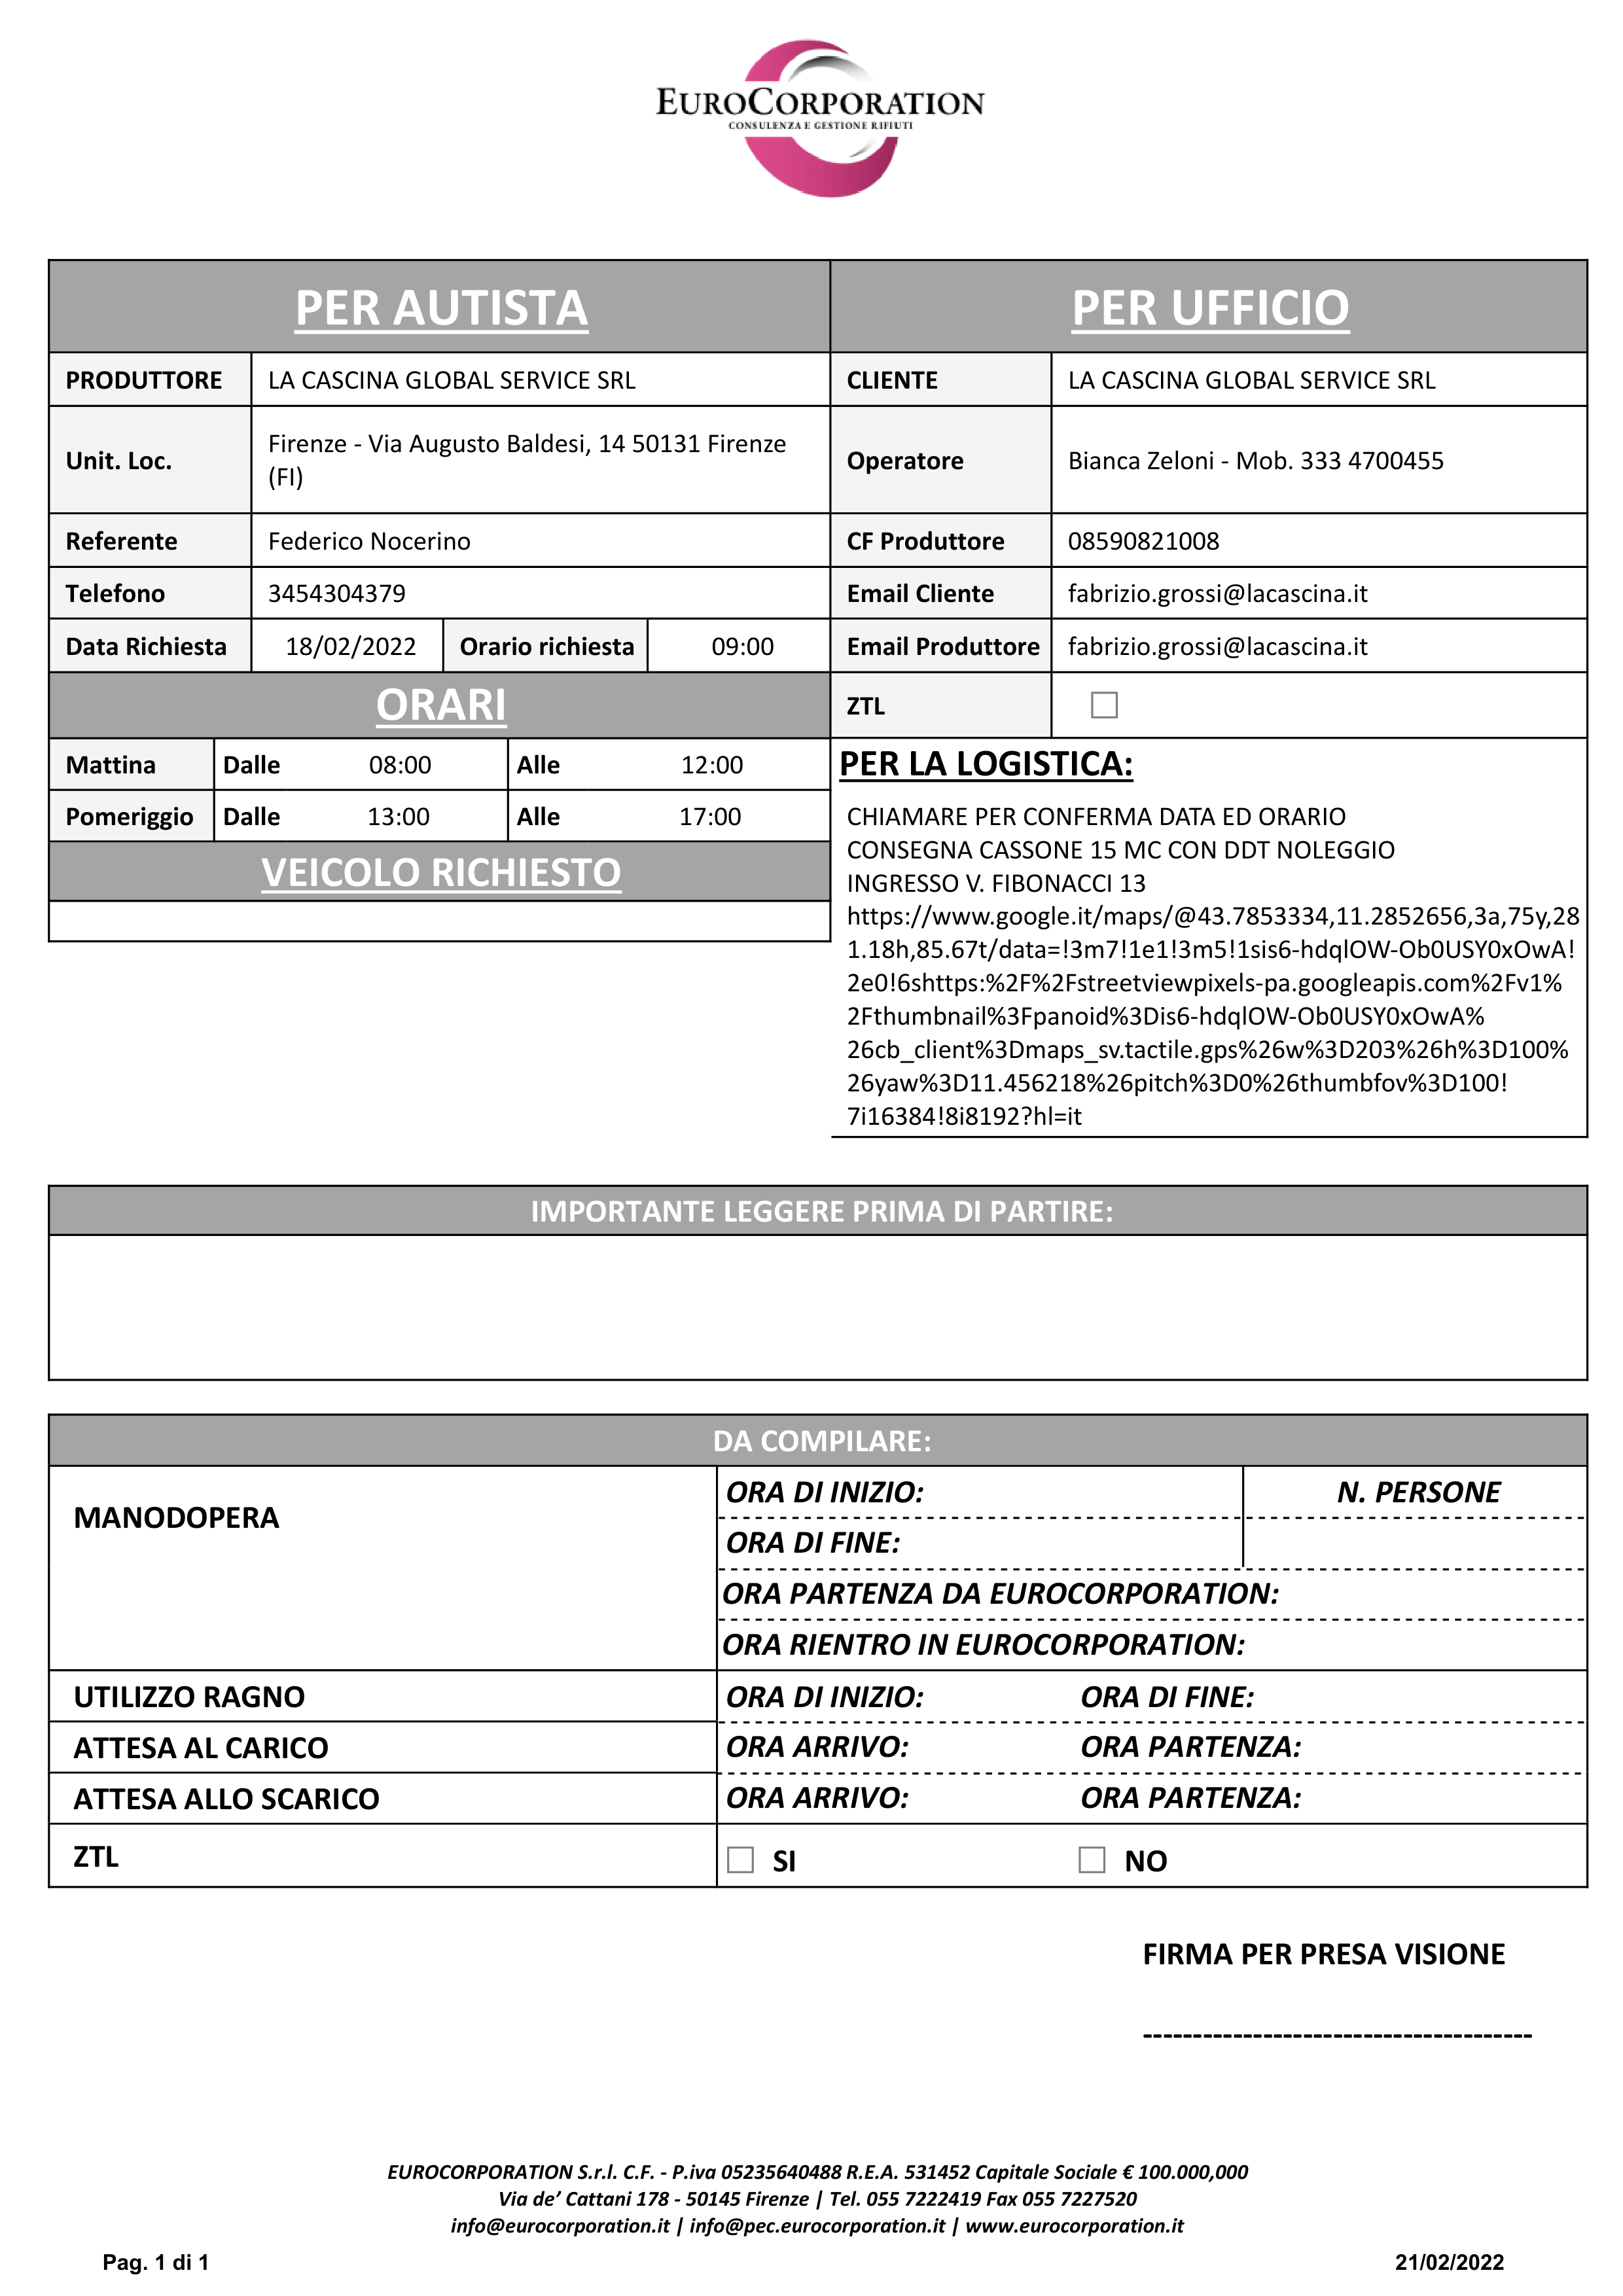 EUROCORPORATION
CONSULENZA E GESTIONE RIFIUTI
PER AUTISTA
PRODUTTORE LA CASCINA GLOBAL SERVICE SRL
Unit. Loc. Firenze - Via Augusto Baldesi, 14 50131 Firenze
(FI)
Referente Federico Nocerino
Telefono 3454304379
Data Richiesta 18/02/2022 Orario richiesta 09:00
ORARI
Mattina Dalle 08:00 Alle 12:00
Pomeriggio Dalle 13:00 Alle 17:00
VEICOLO RICHIESTO
PER UFFICIO
CLIENTE LA CASCINA GLOBAL SERVICE SRL
Operatore Bianca Zeloni - Mob. 333 4700455
CF Produttore 08590821008
Email Cliente fabrizio.grossi@lacascina.it
Email Produttore fabrizio.grossi@lacascina.it
ZTL
PER LA LOGISTICA:
CHIAMARE PER CONFERMA DATA ED ORARIO
CONSEGNA CASSONE 15 MC CON DDT NOLEGGIO
INGRESSO V. FIBONACCI 13
https://www.google.it/maps/@43.7853334,11.2852656,3a,75y,28
1.18h,85.67t/data=!3m7!1e1!3m5!1sis6-hdqlOW-Ob0USY0xOwA!
2e0!6shttps:%2F%2Fstreetviewpixels-pa.googleapis.com%2Fv1%
2Fthumbnail%3Fpanoid%3Dis6-hdqlOW-Ob0USY0xOwA%
26cb_client%3Dmaps_sv.tactile.gps%26w%3D203%26h%3D100%
26yaw%3D11.456218%26pitch%3D0%26thumbfov%3D100!
7i16384!8i8192?hl=it
IMPORTANTE LEGGERE PRIMA DI PARTIRE:
DA COMPILARE:
MANODOPERA
ORA DI INIZIO: N. PERSONE
ORA DI FINE:
ORA PARTENZA DA EUROCORPORATION:
ORA RIENTRO IN EUROCORPORATION:
UTILIZZO RAGNO ORA DI INIZIO: ORA DI FINE:
ATTESA AL CARICO ORA ARRIVO: ORA PARTENZA:
ATTESA ALLO SCARICO ORA ARRIVO: ORA PARTENZA:
ZTL SI NO
FIRMA PER PRESA VISIONE
---------------------------------------
EUROCORPORATION S.r.l. C.F. - P.iva 05235640488 R.E.A. 531452 Capitale Sociale € 100.000,000
Via de’ Cattani 178 - 50145 Firenze | Tel. 055 7222419 Fax 055 7227520
info@eurocorporation.it | info@pec.eurocorporation.it | www.eurocorporation.it
Pag. 1 di 1 21/02/2022